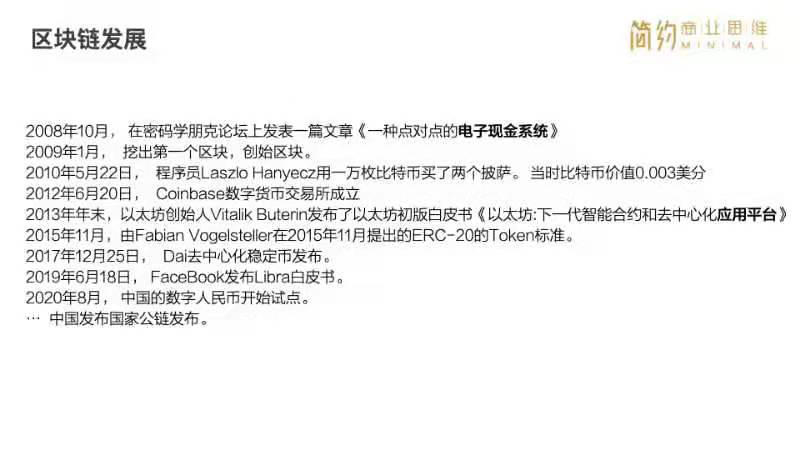 区块链发展
简约商业思维
MINIMAL
2008年10月， 在密码学朋克论坛上发表一篇文章《一种点对点的电子现金系统》
2009年1月， 挖出第一个区块，创始区块。
2010年5月22日， 程序员Laszlo Hanyecz用一万枚比特币买了两个披萨。 当时比特币价值0.003美分
2012年6月20日， Coinbase数字货币交易所成立
2013年年末，以太坊创始人Vitalik Buterin发布了以太坊初版白皮书《以太坊:下一代智能合约和去中心化应用平台》
2015年11月，由Fabian Vogelsteller在2015年11月提出的ERC-20的Token标准。
2017年12月25日， Dai去中心化稳定币发布。
2019年6月18日，FaceBook发布Libra白皮书。
2020年8月， 中国的数字人民币开始试点。
… 中国发布国家公链发布。